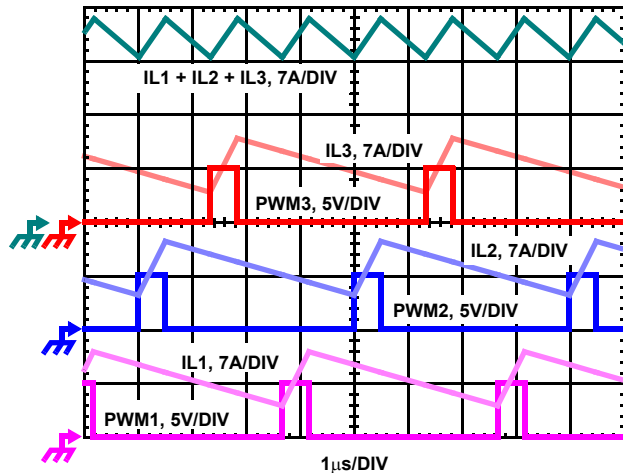 IL1 + IL2 + IL3, 7A/DIV
IL3, 7A/DIV
PWM3, 5V/DIV
IL2, 7A/DIV
PWM2, 5V/DIV
IL1, 7A/DIV
PWM1, 5V/DIV
1μs/DIV